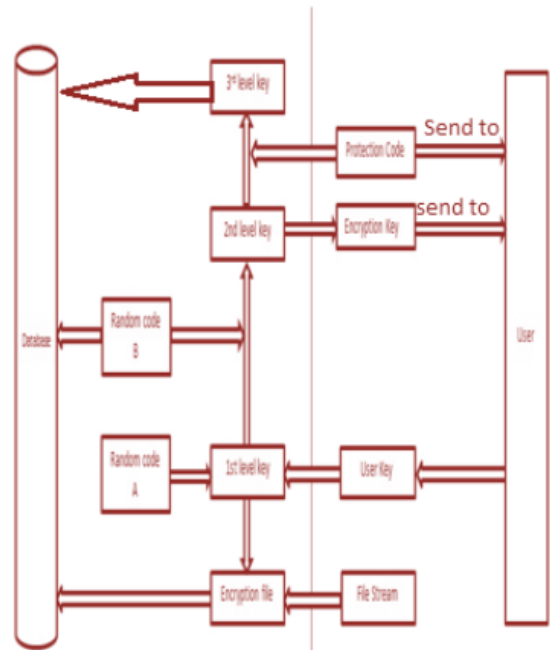 3rd level key
Send to
Protection Code
send to
2nd level key
Encryption Key
Random code
B
Database
User
Random code
A
1st level key
User Key
Encryption file
File Stream